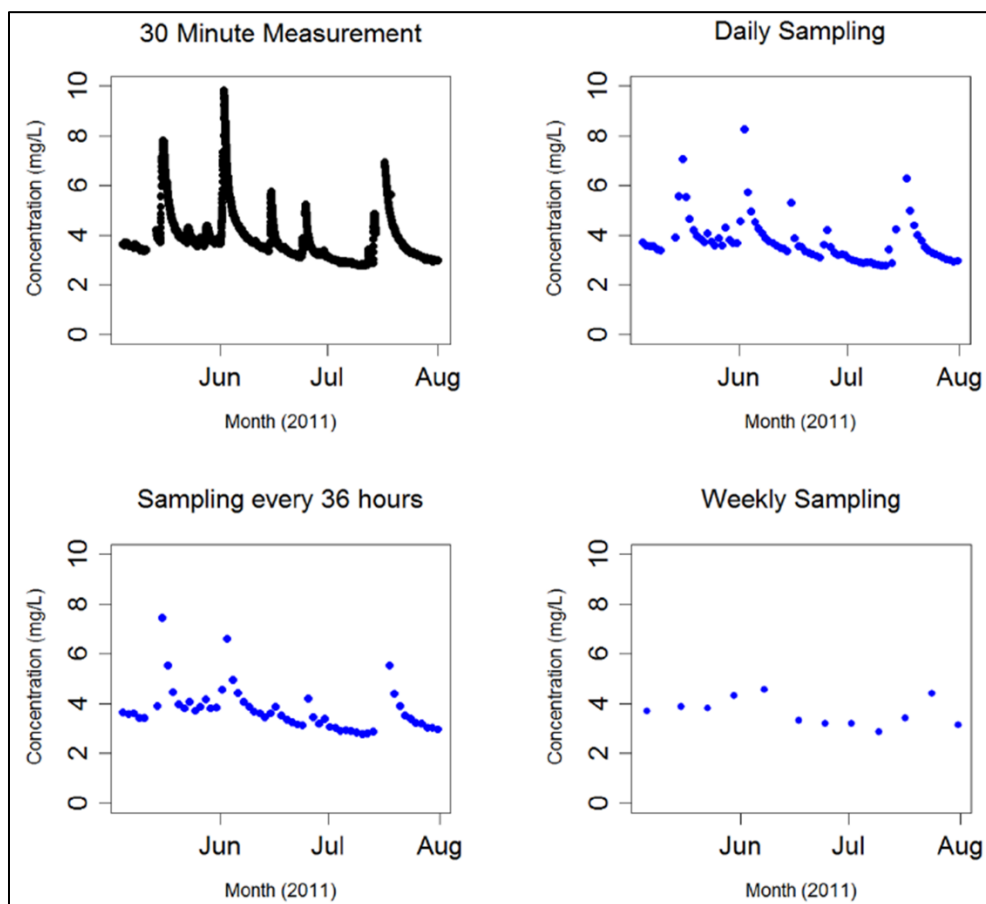 30 Minute Measurement
Concentration (mg/L)
10
8
6
4
2
0
Jun Jul Aug
Month (2011)
Daily Sampling
Concentration (mg/L)
10
8
6
4
2
0
Jun Jul Aug
Month (2011)
Sampling every 36 hours
Concentration (mg/L)
10
8
6
4
2
0
Jun Jul Aug
Month (2011)
Weekly Sampling
Concentration (mg/L)
10
8
6
4
2
0
Jun Jul Aug
Month (2011)